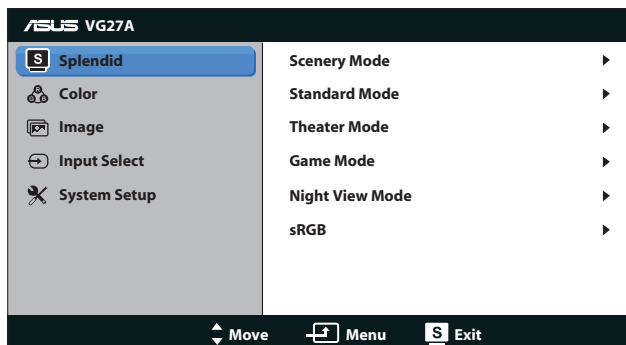 ASUS VG27A
S Splendid
Color
Image
Input Select
System Setup
Scenery Mode
Standard Mode
Theater Mode
Game Mode
Night View Mode
sRGB
Move Menu S Exit